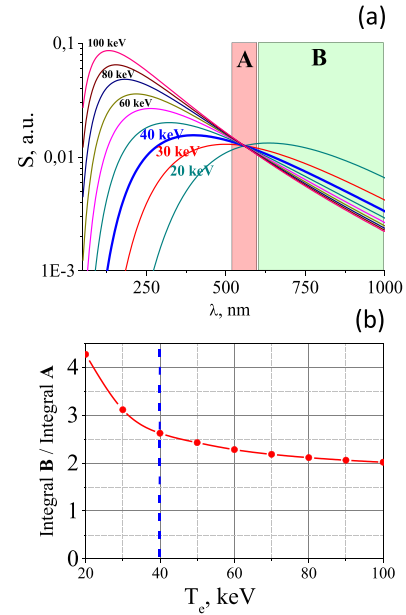 (a)
A
B
0,1
100 keV
80 keV
60 keV
40 keV
30 keV
20 keV
0,01
1E-3
S, a.u.
250
500
750
1000
λ, nm
(b)
4
3
2
1
0
Integral B / Integral A
20
40
60
80
100
Te, keV